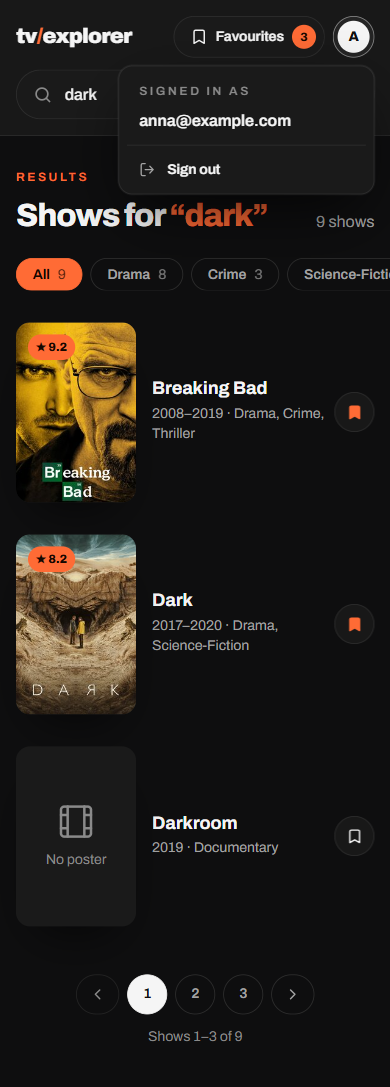 tv/explorer
Favourites 3
A
dark
SIGNED IN AS
anna@example.com
Sign out
RESULTS
Shows for “dark”
9 shows
All 9
Drama 8
Crime 3
Science-Ficti
★ 9.2
Breaking
Bad
Breaking Bad
2008–2019 · Drama, Crime,
Thriller
★ 8.2
DARK
Dark
2017–2020 · Drama,
Science-Fiction
No poster
Darkroom
2019 · Documentary
1
2
3
Shows 1–3 of 9